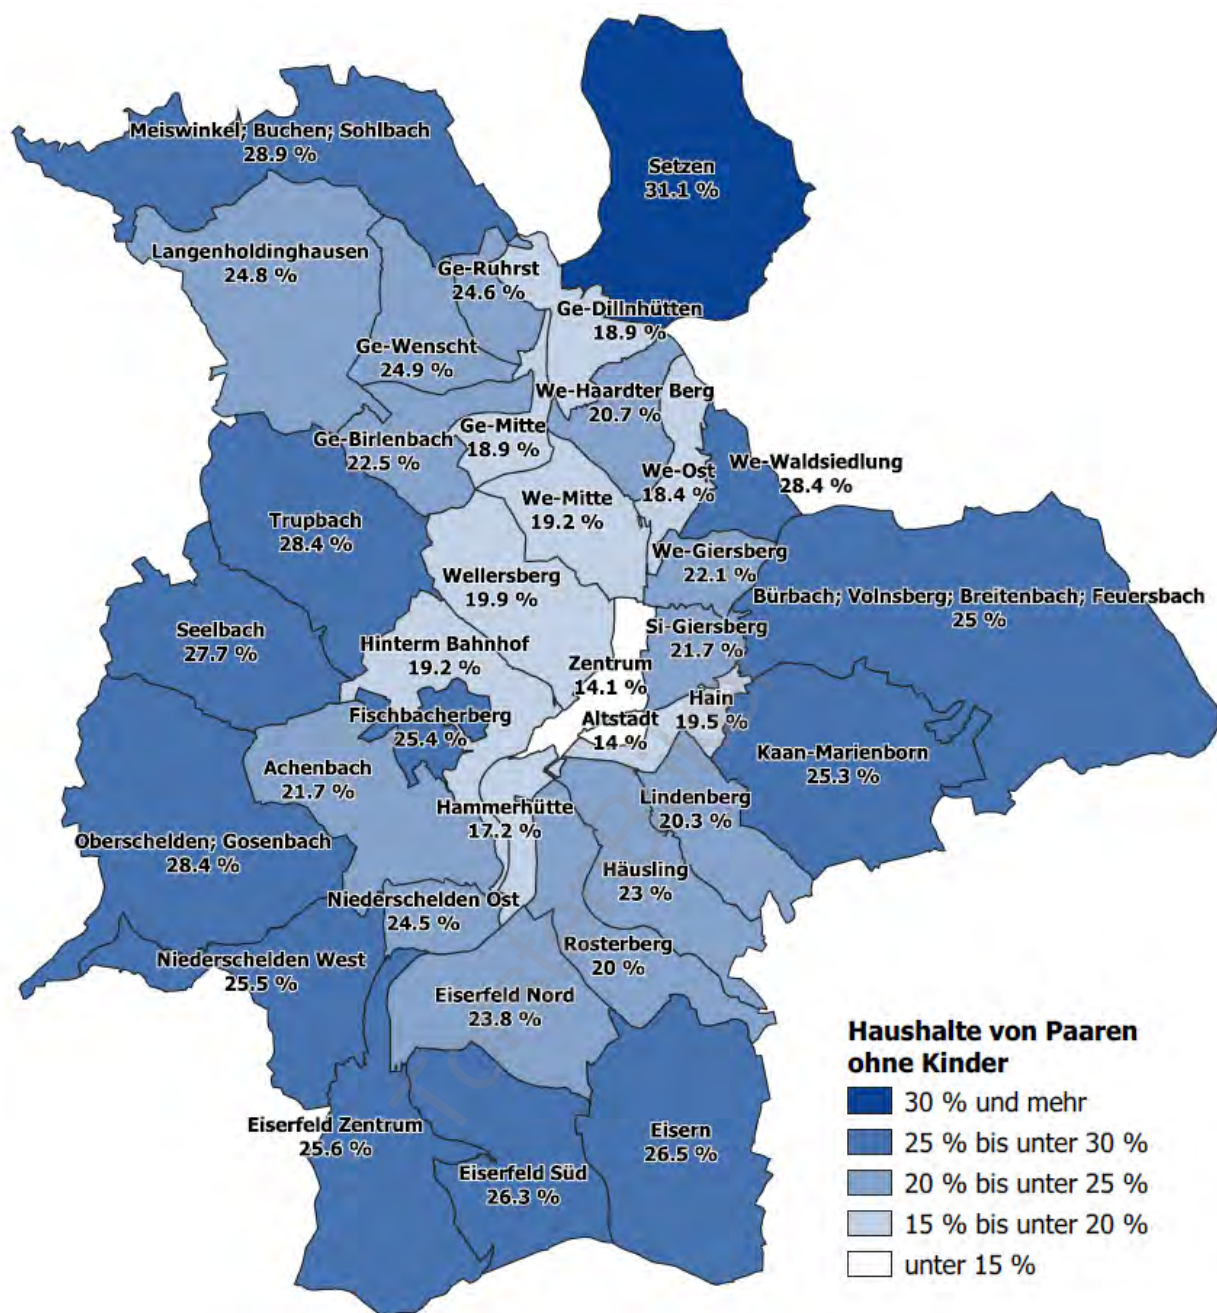 Meiswinkel; Buchen; Sohlbach
28.9 %
Setzen
31.1 %
Langenholdinghausen
24.8 %
Ge-Ruhrst
24.6 %
Ge-Dillnhütten
18.9 %
Ge-Wenscht
24.9 %
We-Haardter Berg
20.7 %
Ge-Birlenbach
22.5 %
Ge-Mitte
18.9 %
We-Ost
18.4 %
We-Waldsiedlung
28.4 %
We-Mitte
19.2 %
Trupbach
28.4 %
We-Giersberg
22.1 %
Wellersberg
19.9 %
Bürbach; Volnsberg; Breitenbach; Feuersbach
25 %
Seelbach
27.7 %
Hinterm Bahnhof
19.2 %
Si-Giersberg
21.7 %
Zentrum
14.1 %
Hain
19.5 %
Fischbacherberg
25.4 %
Altstadt
14 %
Kaan-Marienborn
25.3 %
Achenbach
21.7 %
Lindenberg
20.3 %
Hammerhütte
17.2 %
Oberschelden; Gosenbach
28.4 %
Häusling
23 %
Niederschelden Ost
24.5 %
Rosterberg
20 %
Niederschelden West
25.5 %
Eiserfeld Nord
23.8 %
Eiserfeld Zentrum
25.6 %
Eisern
26.5 %
Eiserfeld Süd
26.3 %
Haushalte von Paaren
ohne Kinder
30 % und mehr
25 % bis unter 30 %
20 % bis unter 25 %
15 % bis unter 20 %
unter 15 %